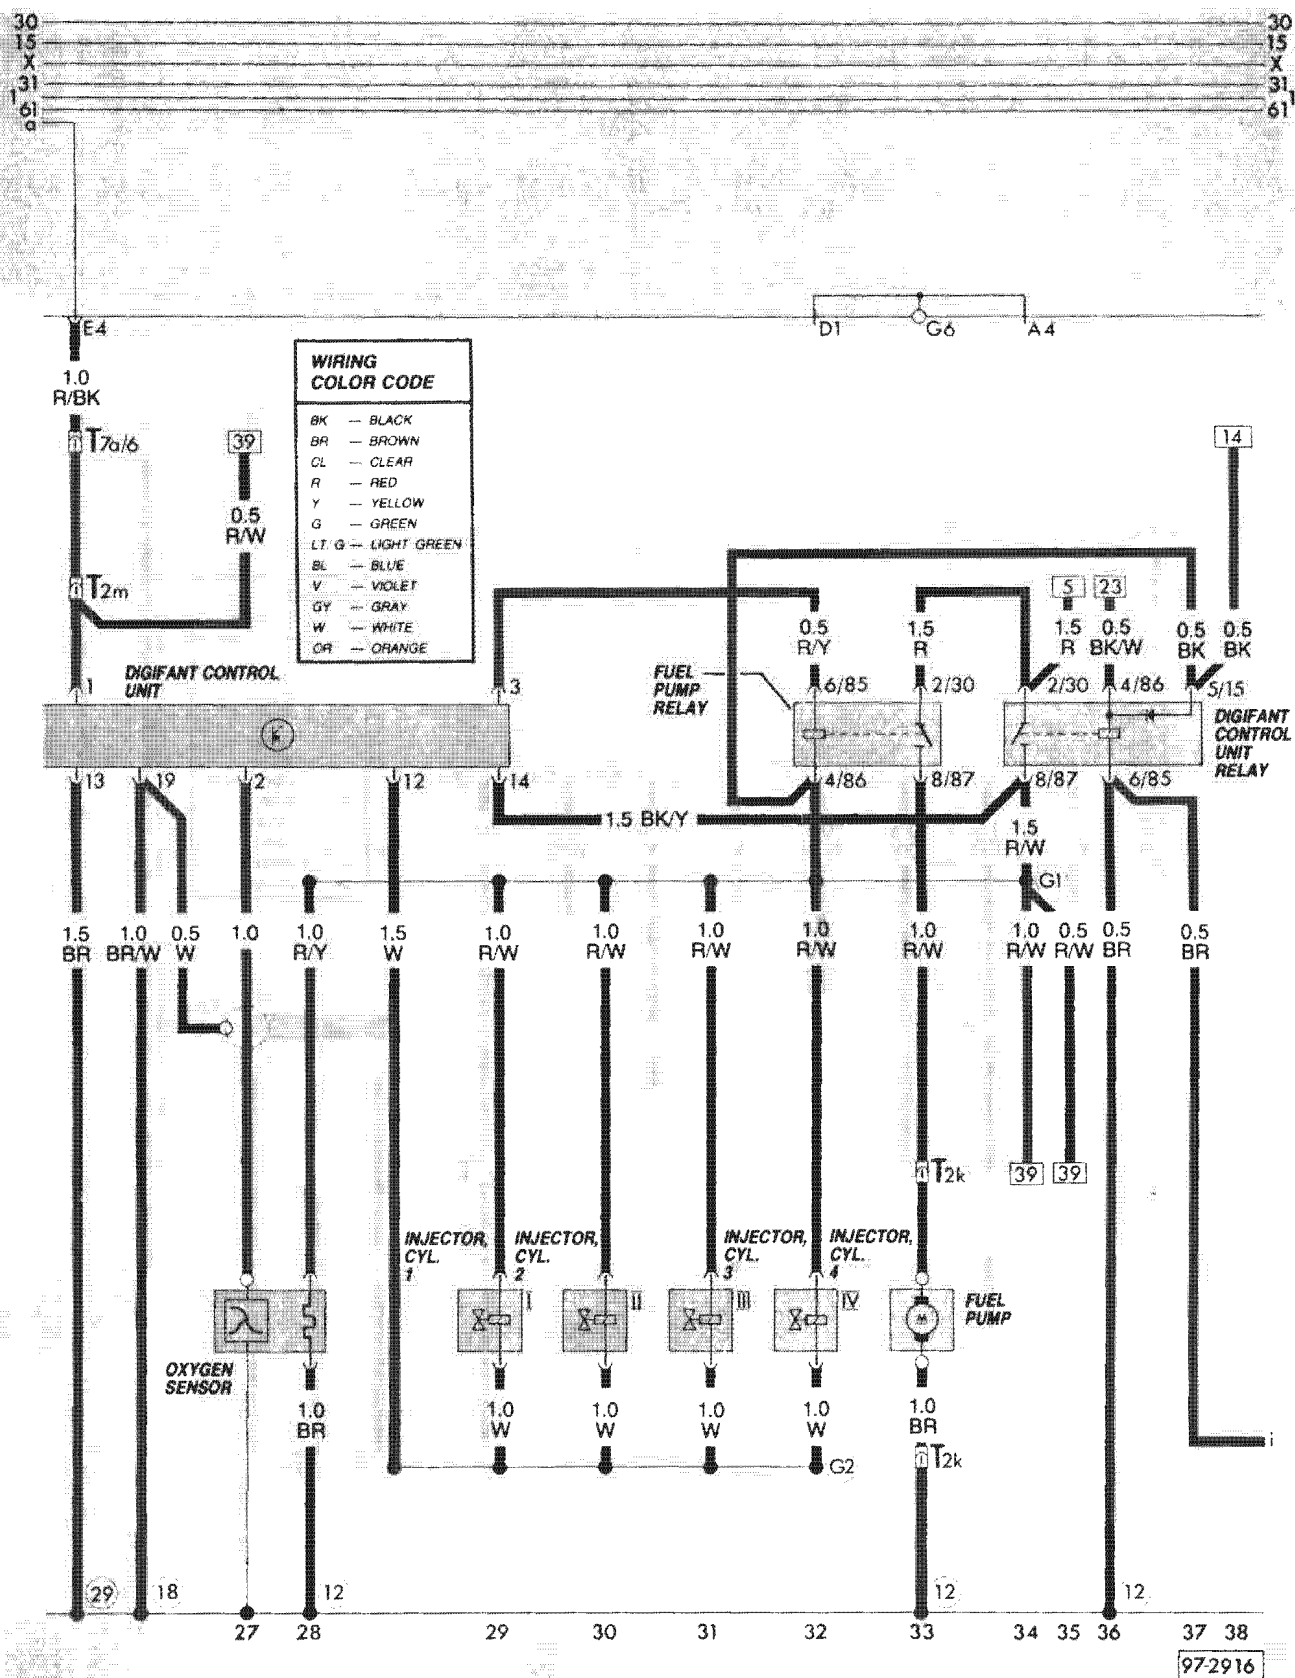 30 30
15 15
X X
31 31
1 1
61 61
a
E4 D1 G6 A4
1.0
R/BK
T7a/6
39
14
0.5
R/W
WIRING
COLOR CODE
BK — BLACK
BR — BROWN
CL — CLEAR
R — RED
Y — YELLOW
G — GREEN
LT. G — LIGHT GREEN
BL — BLUE
V — VIOLET
GY — GRAY
W — WHITE
OR — ORANGE
T2m
5 23
0.5 1.5 1.5 0.5 0.5 0.5
R/Y R R BK/W BK BK
1 DIGIFANT CONTROL
UNIT
3
FUEL
PUMP
RELAY
6/85 2/30 2/30 4/86 5/15
DIGIFANT
CONTROL
UNIT
RELAY
k
13 19 2 12 14 4/86 8/87 8/87 6/85
1.5 BK/Y
1.5
R/W
G1
1.5 1.0 0.5 1.0 1.0 1.5 1.0 1.0 1.0 1.0 1.0 1.0 0.5 0.5 0.5
BR BR/W W R/Y W R/W R/W R/W R/W R/W R/W R/W BR BR
T2k 39 39
INJECTOR,
CYL.
1
INJECTOR,
CYL.
2
INJECTOR,
CYL.
3
INJECTOR,
CYL.
4
I II III IV
M
FUEL
PUMP
OXYGEN
SENSOR
λ
1.0 1.0 1.0 1.0 1.0 1.0
BR W W W W BR
G2 T2k
i
29 18 12 12 12
27 28 29 30 31 32 33 34 35 36 37 38
97-2916